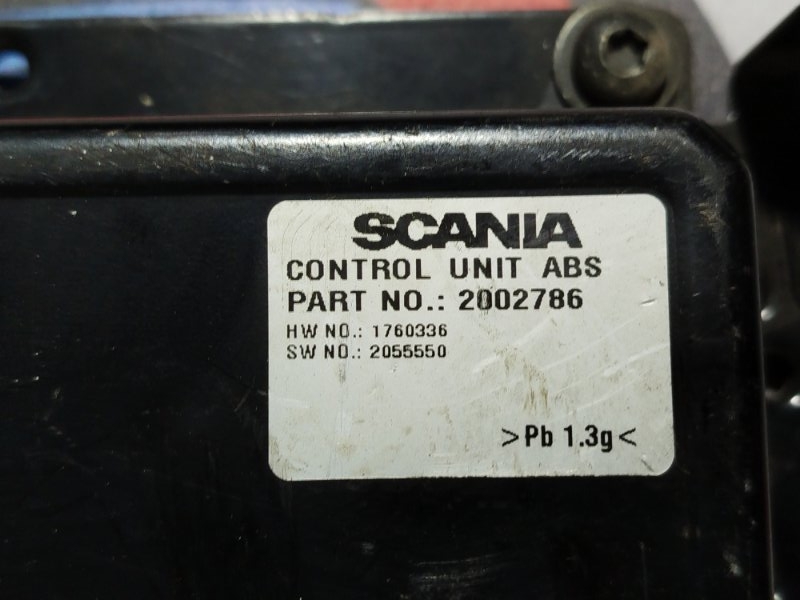 SCANIA
CONTROL UNIT ABS
PART NO.: 2002786
HW NO.: 1760336
SW NO.: 2055550
>Pb 1.3g<